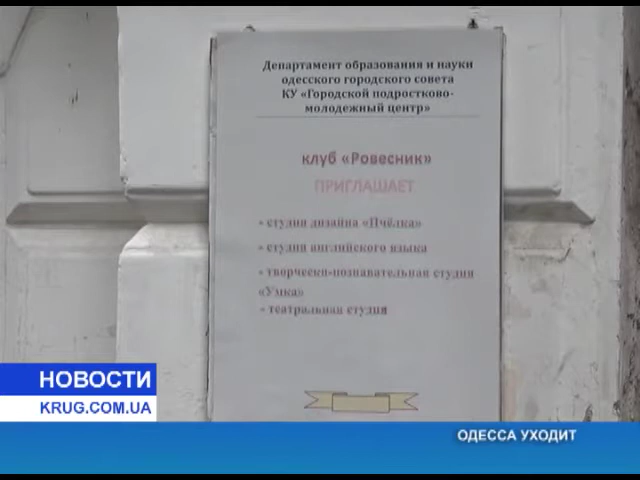 Департамент образования и науки
одесского городского совета
КУ «Городской подростково-
молодежный центр»
клуб «Ровесник»
ПРИГЛАШАЕТ
- студия дизайна «Пчёлка»
- студия английского языка
- творчески-познавательная студия
«Умка»
- театральная студия
НОВОСТИ
KRUG.COM.UA
ОДЕССА УХОДИТ